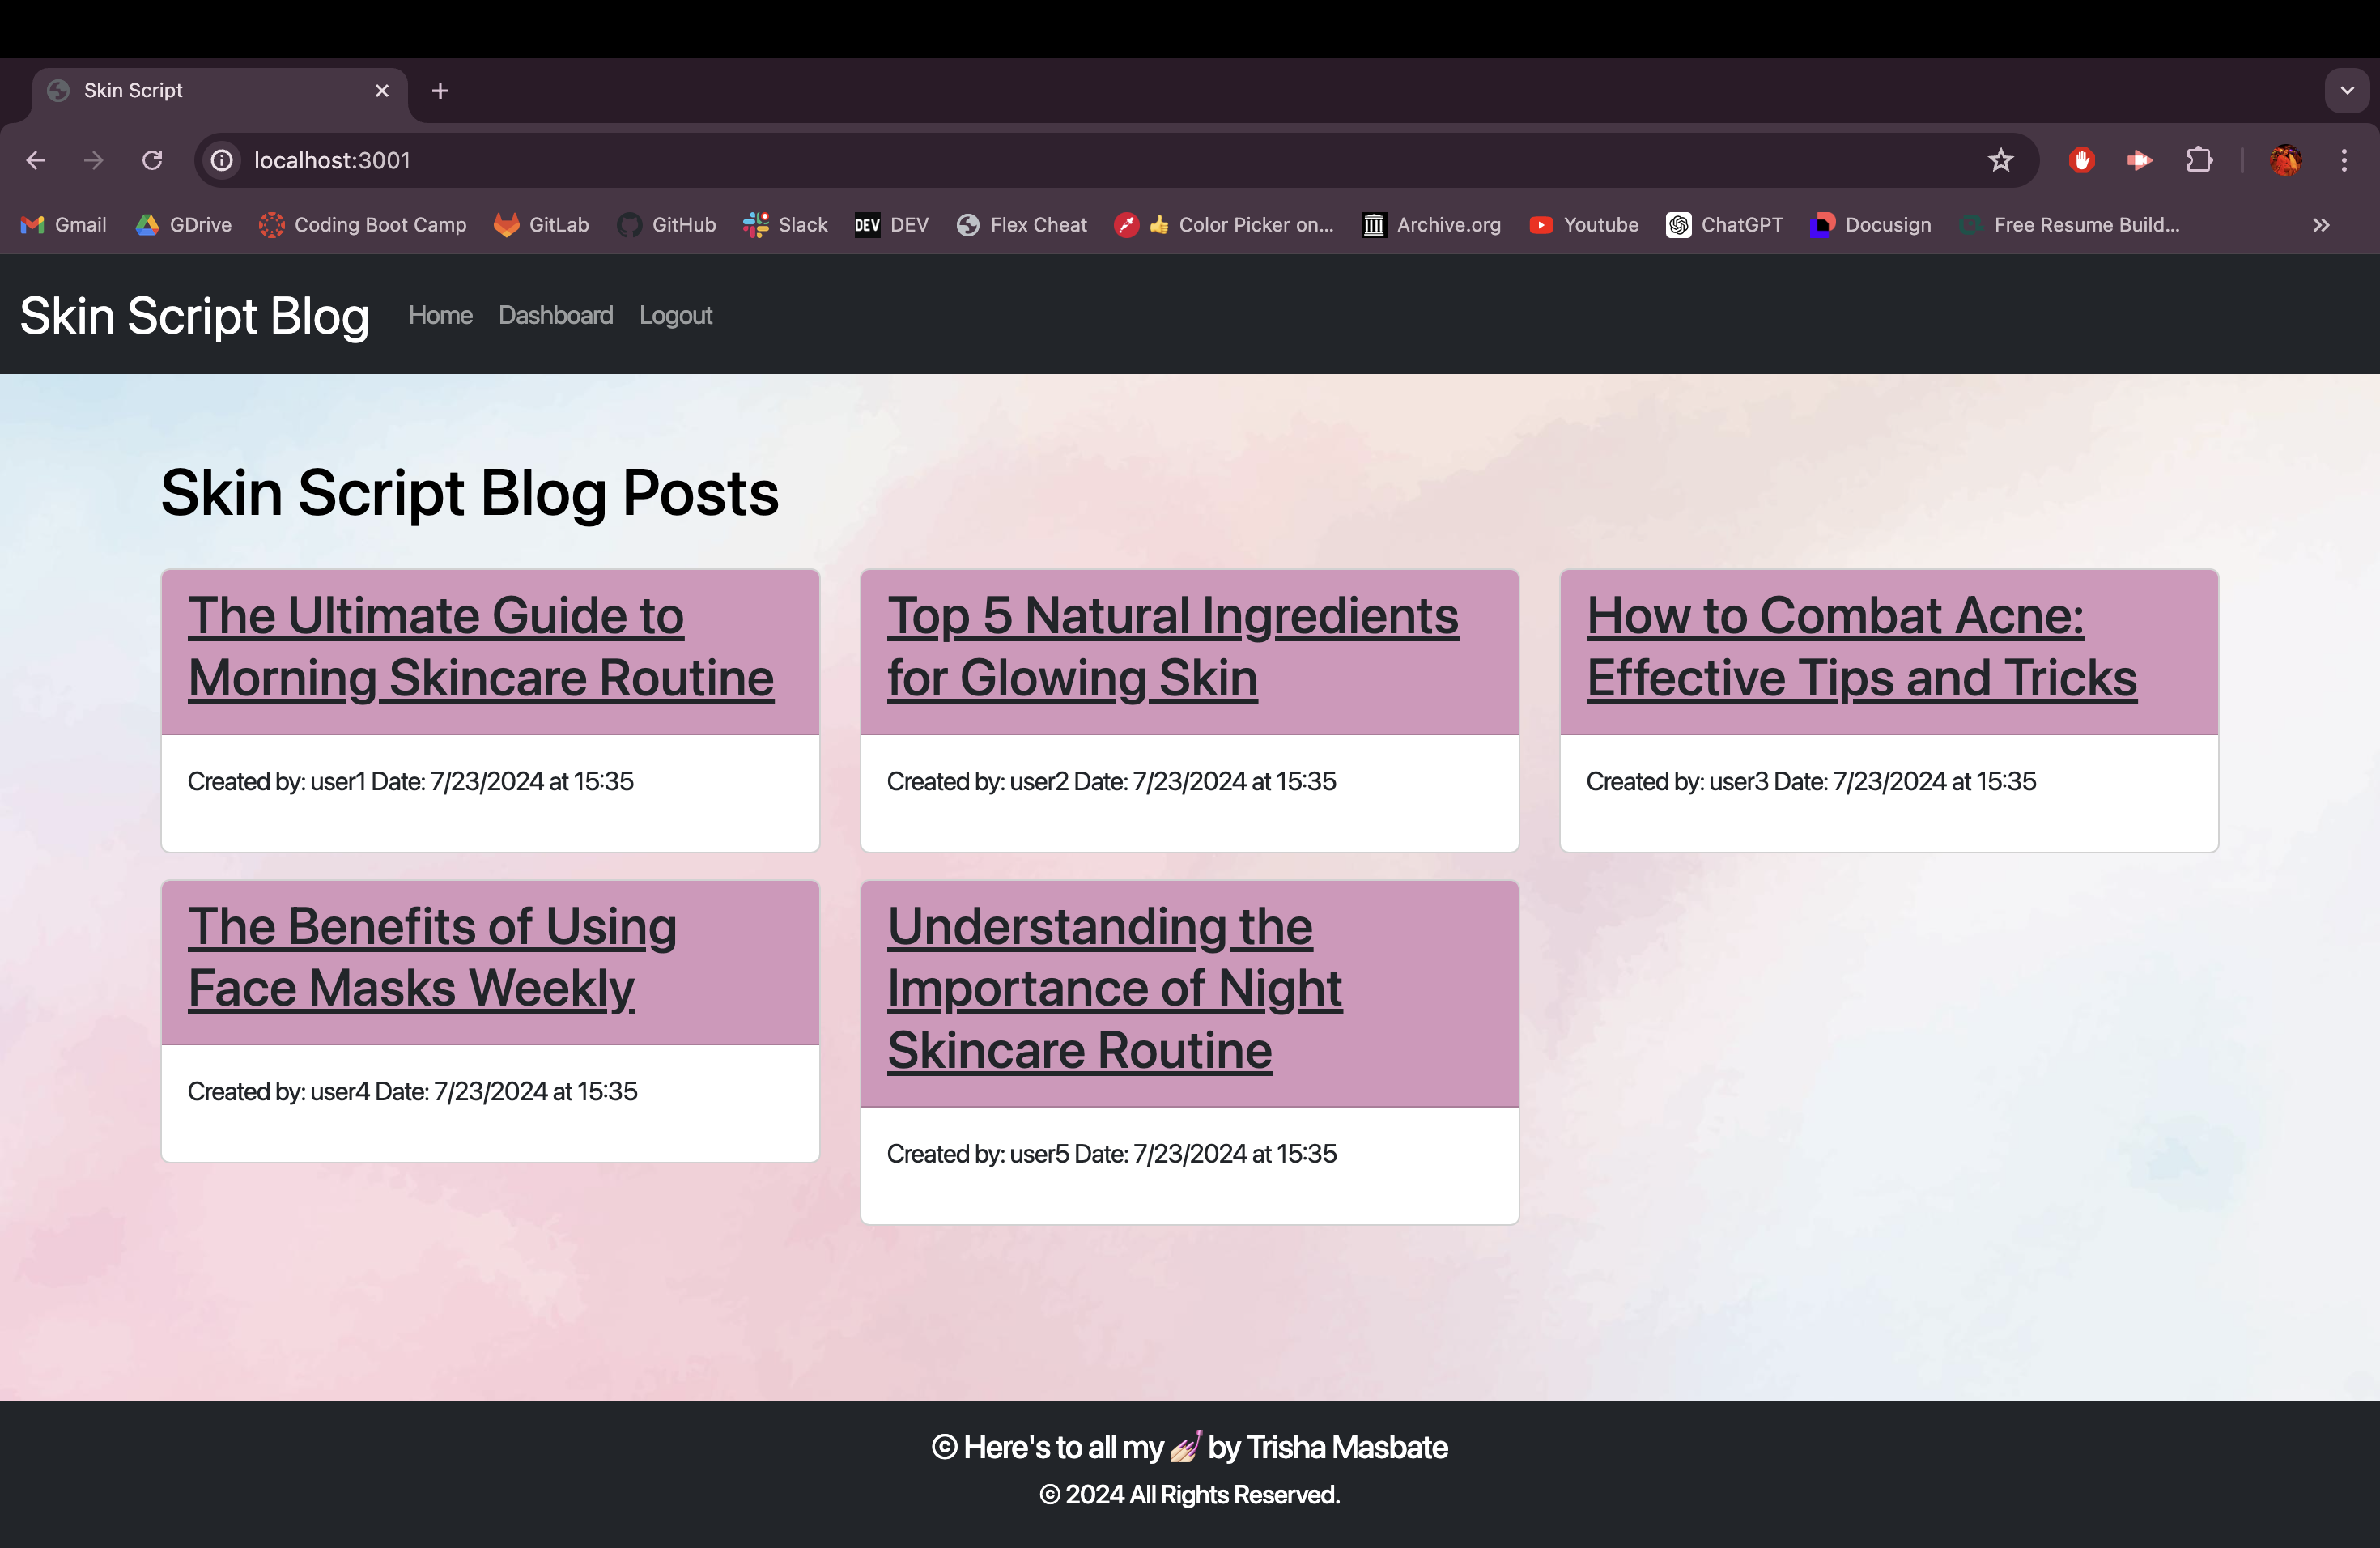 Skin Script
localhost:3001
Gmail GDrive Coding Boot Camp GitLab GitHub Slack DEV DEV Flex Cheat 👍 Color Picker on... Archive.org Youtube ChatGPT Docusign Free Resume Build...
Skin Script Blog Home Dashboard Logout
Skin Script Blog Posts
The Ultimate Guide to
Morning Skincare Routine
Created by: user1 Date: 7/23/2024 at 15:35
Top 5 Natural Ingredients
for Glowing Skin
Created by: user2 Date: 7/23/2024 at 15:35
How to Combat Acne:
Effective Tips and Tricks
Created by: user3 Date: 7/23/2024 at 15:35
The Benefits of Using
Face Masks Weekly
Created by: user4 Date: 7/23/2024 at 15:35
Understanding the
Importance of Night
Skincare Routine
Created by: user5 Date: 7/23/2024 at 15:35
© Here's to all my 💅🏻 by Trisha Masbate
© 2024 All Rights Reserved.